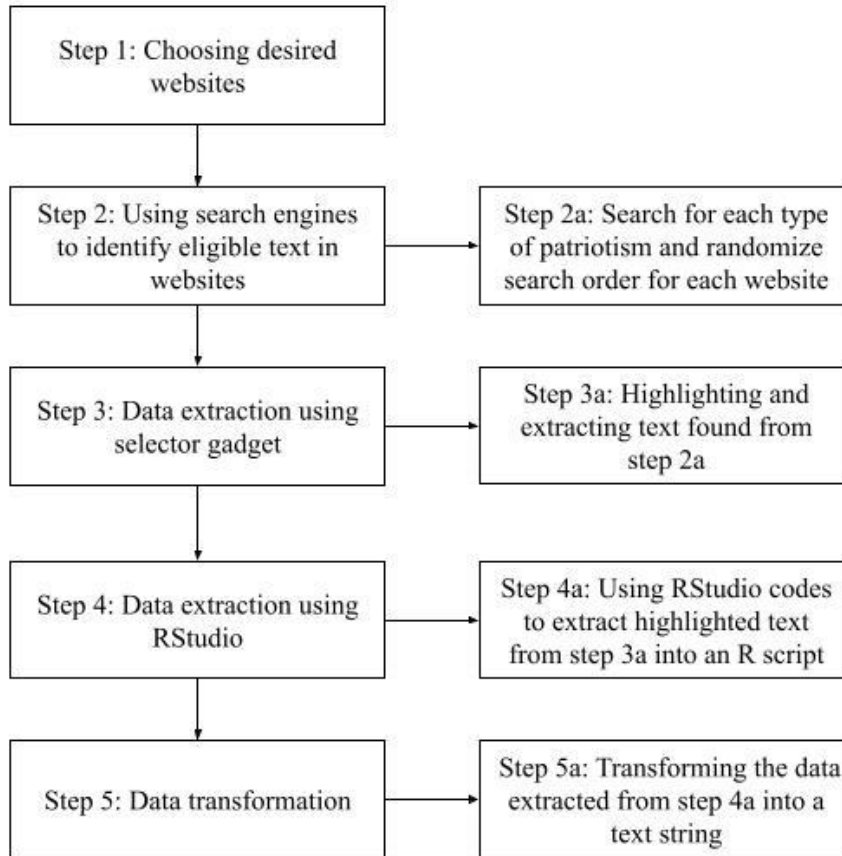 Step 1: Choosing desired
websites
Step 2: Using search engines
to identify eligible text in
websites
Step 2a: Search for each type
of patriotism and randomize
search order for each website
Step 3: Data extraction using
selector gadget
Step 3a: Highlighting and
extracting text found from
step 2a
Step 4: Data extraction using
RStudio
Step 4a: Using RStudio codes
to extract highlighted text
from step 3a into an R script
Step 5: Data transformation
Step 5a: Transforming the data
extracted from step 4a into a
text string